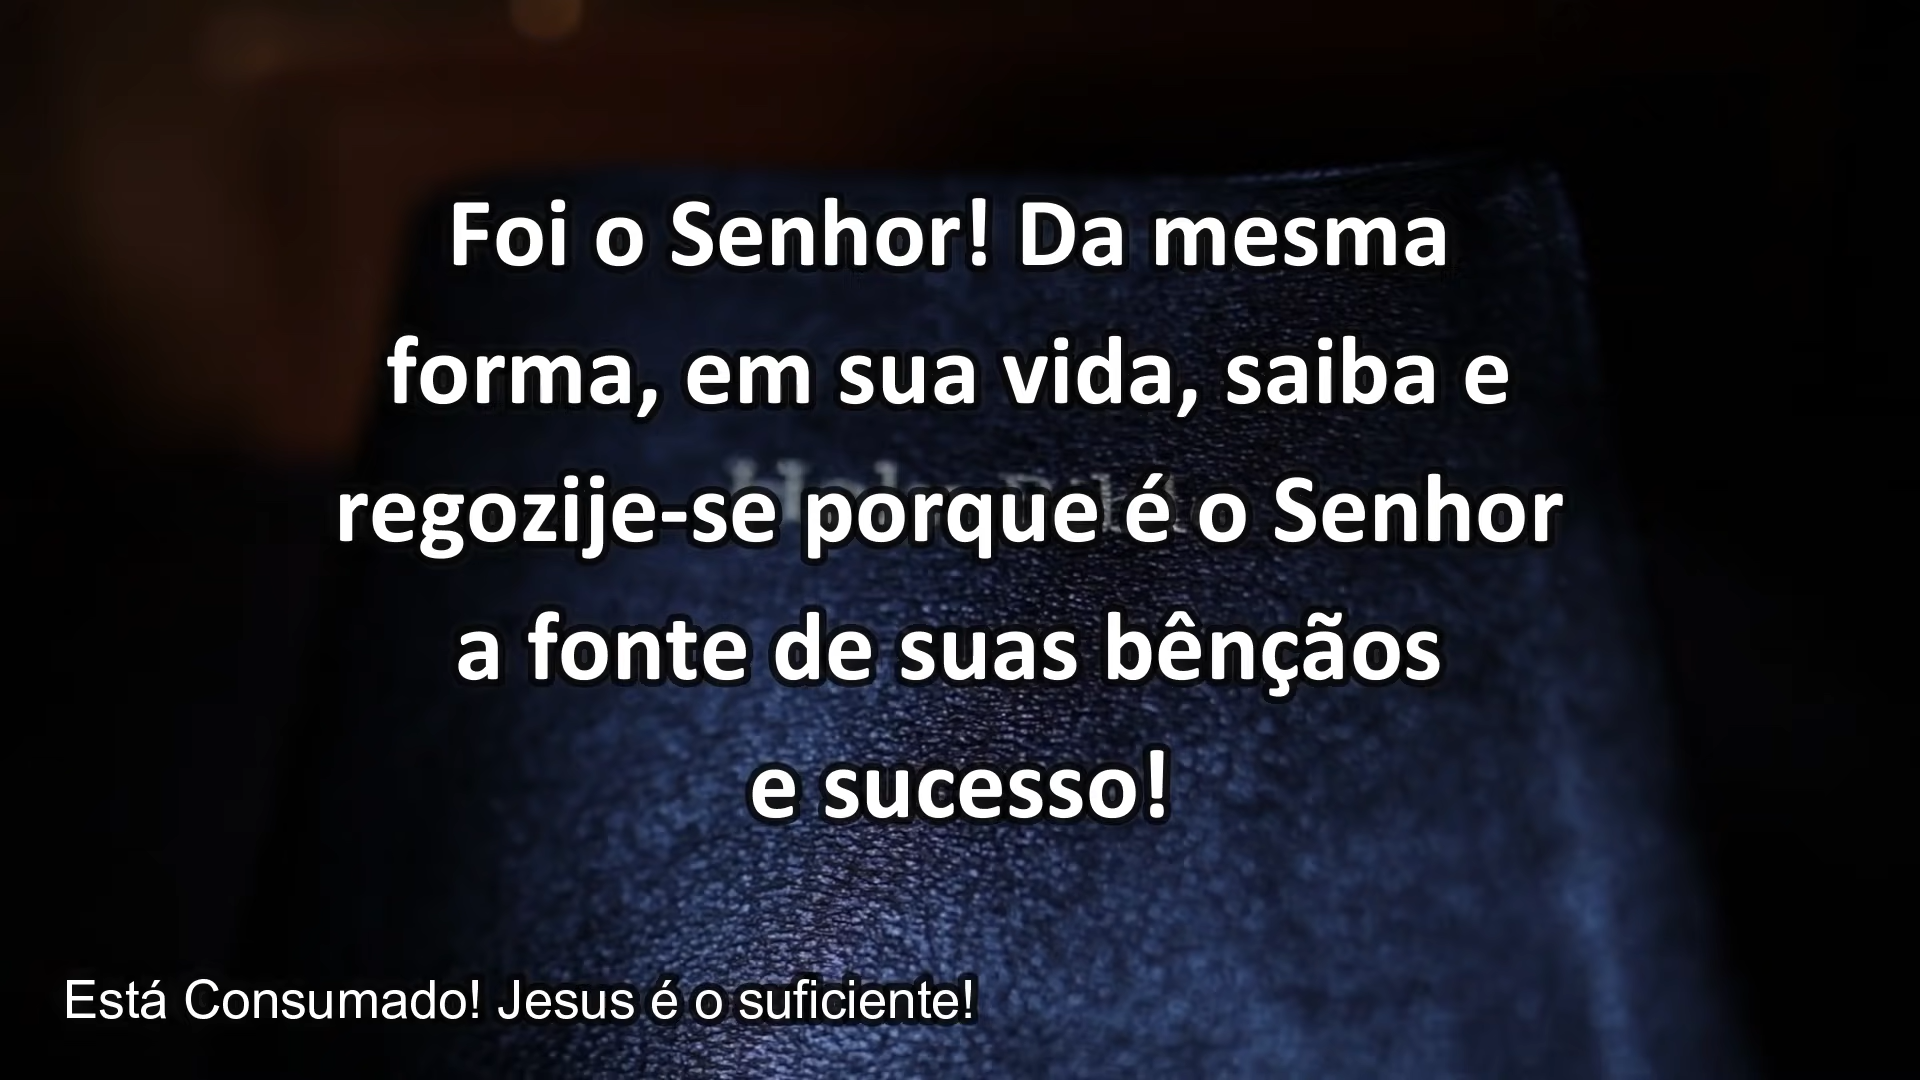 Foi o Senhor! Da mesma
forma, em sua vida, saiba e
regozije-se porque é o Senhor
a fonte de suas bênçãos
e sucesso!
Está Consumado! Jesus é o suficiente!